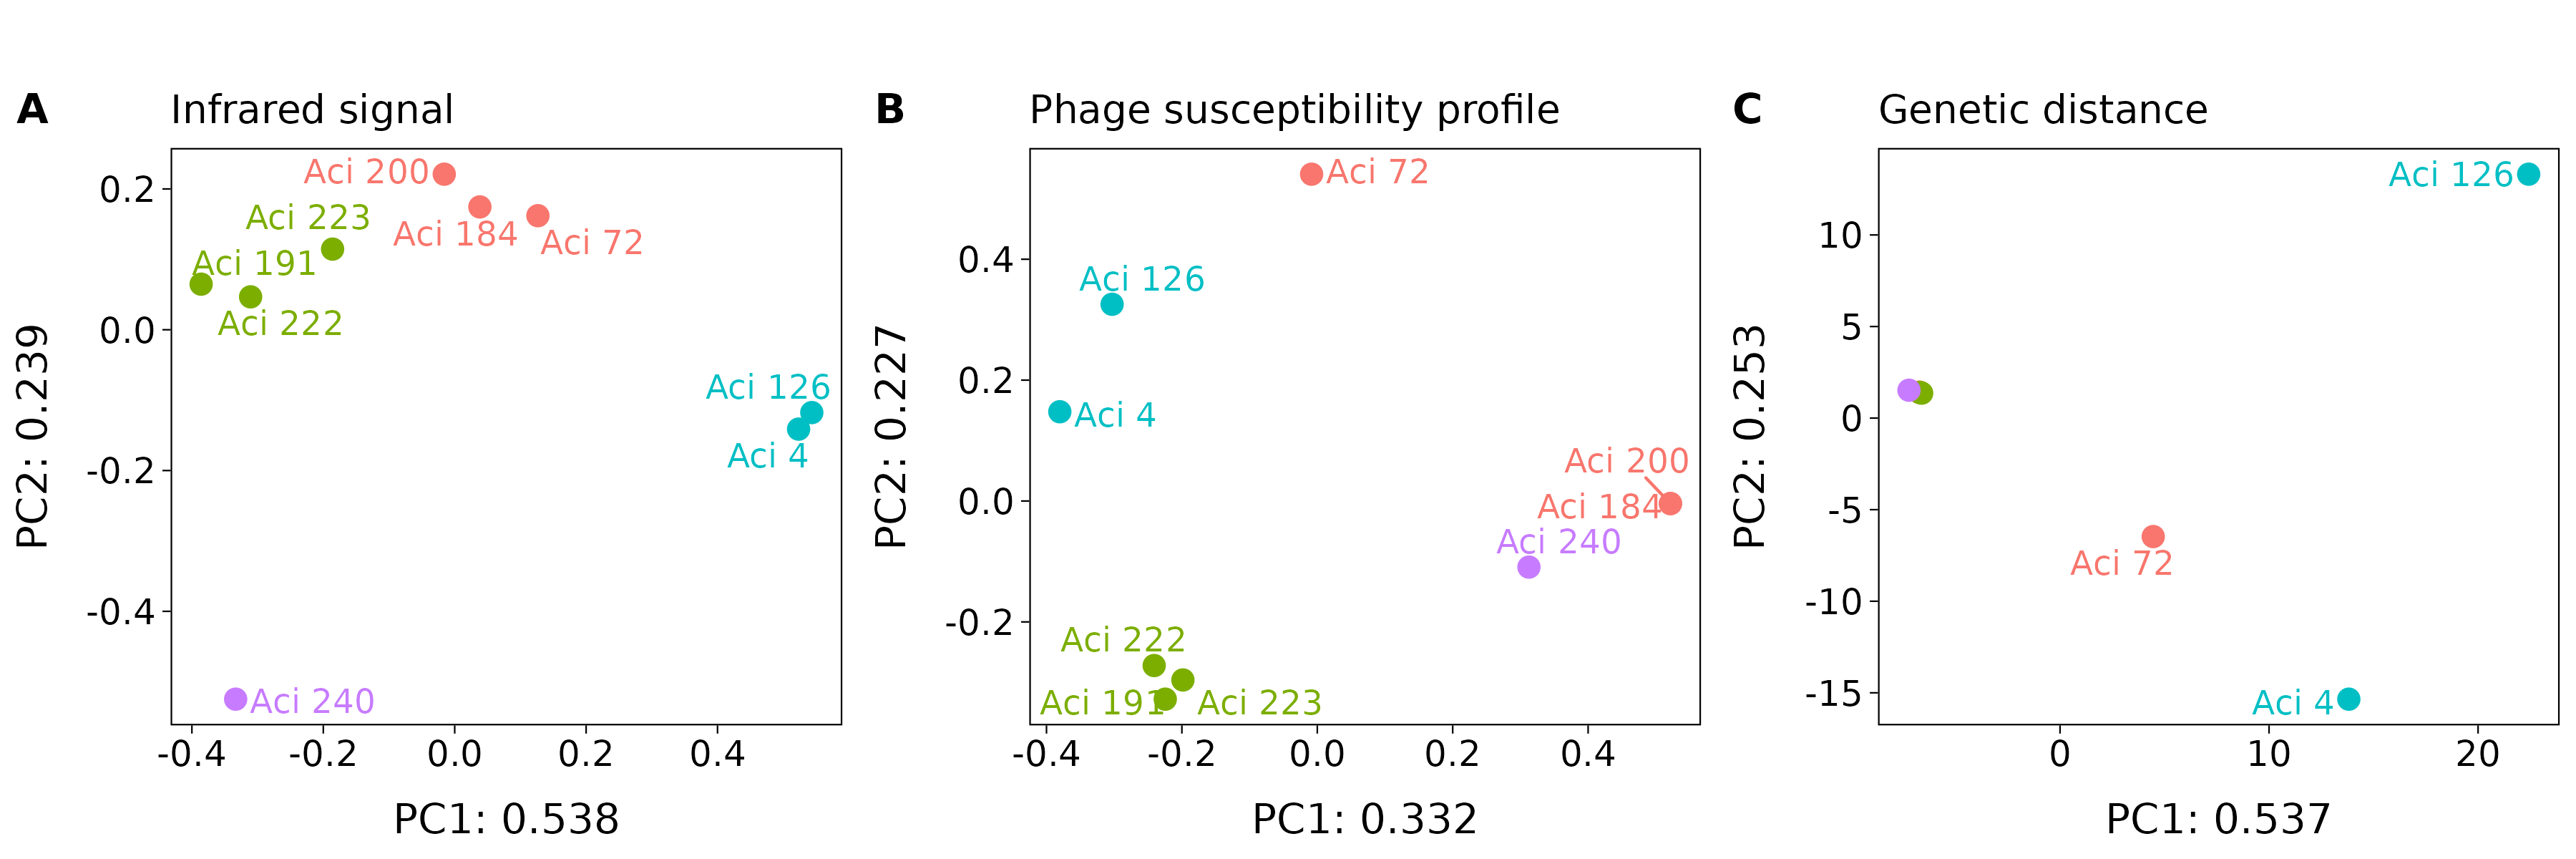 A Infrared signal
Aci 200
Aci 223
Aci 184
Aci 72
Aci 191
Aci 222
Aci 126
Aci 4
Aci 240
0.2
0.0
-0.2
-0.4
PC2: 0.239
-0.4 -0.2 0.0 0.2 0.4
PC1: 0.538
B Phage susceptibility profile
Aci 72
Aci 126
Aci 4
Aci 200
Aci 184
Aci 240
Aci 222
Aci 191
Aci 223
0.4
0.2
0.0
-0.2
PC2: 0.227
-0.4 -0.2 0.0 0.2 0.4
PC1: 0.332
C Genetic distance
Aci 126
Aci 72
Aci 4
10
5
0
-5
-10
-15
PC2: 0.253
0 10 20
PC1: 0.537